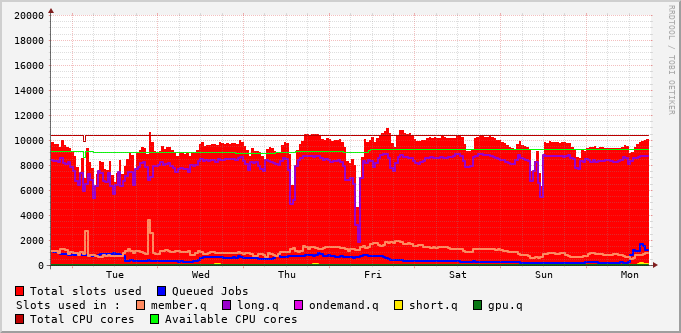 20000
18000
16000
14000
12000
10000
8000
6000
4000
2000
0
Tue Wed Thu Fri Sat Sun Mon
RRDTOOL / TOBI OETIKER
Total slots used Queued Jobs
Slots used in : member.q long.q ondemand.q short.q gpu.q
Total CPU cores Available CPU cores